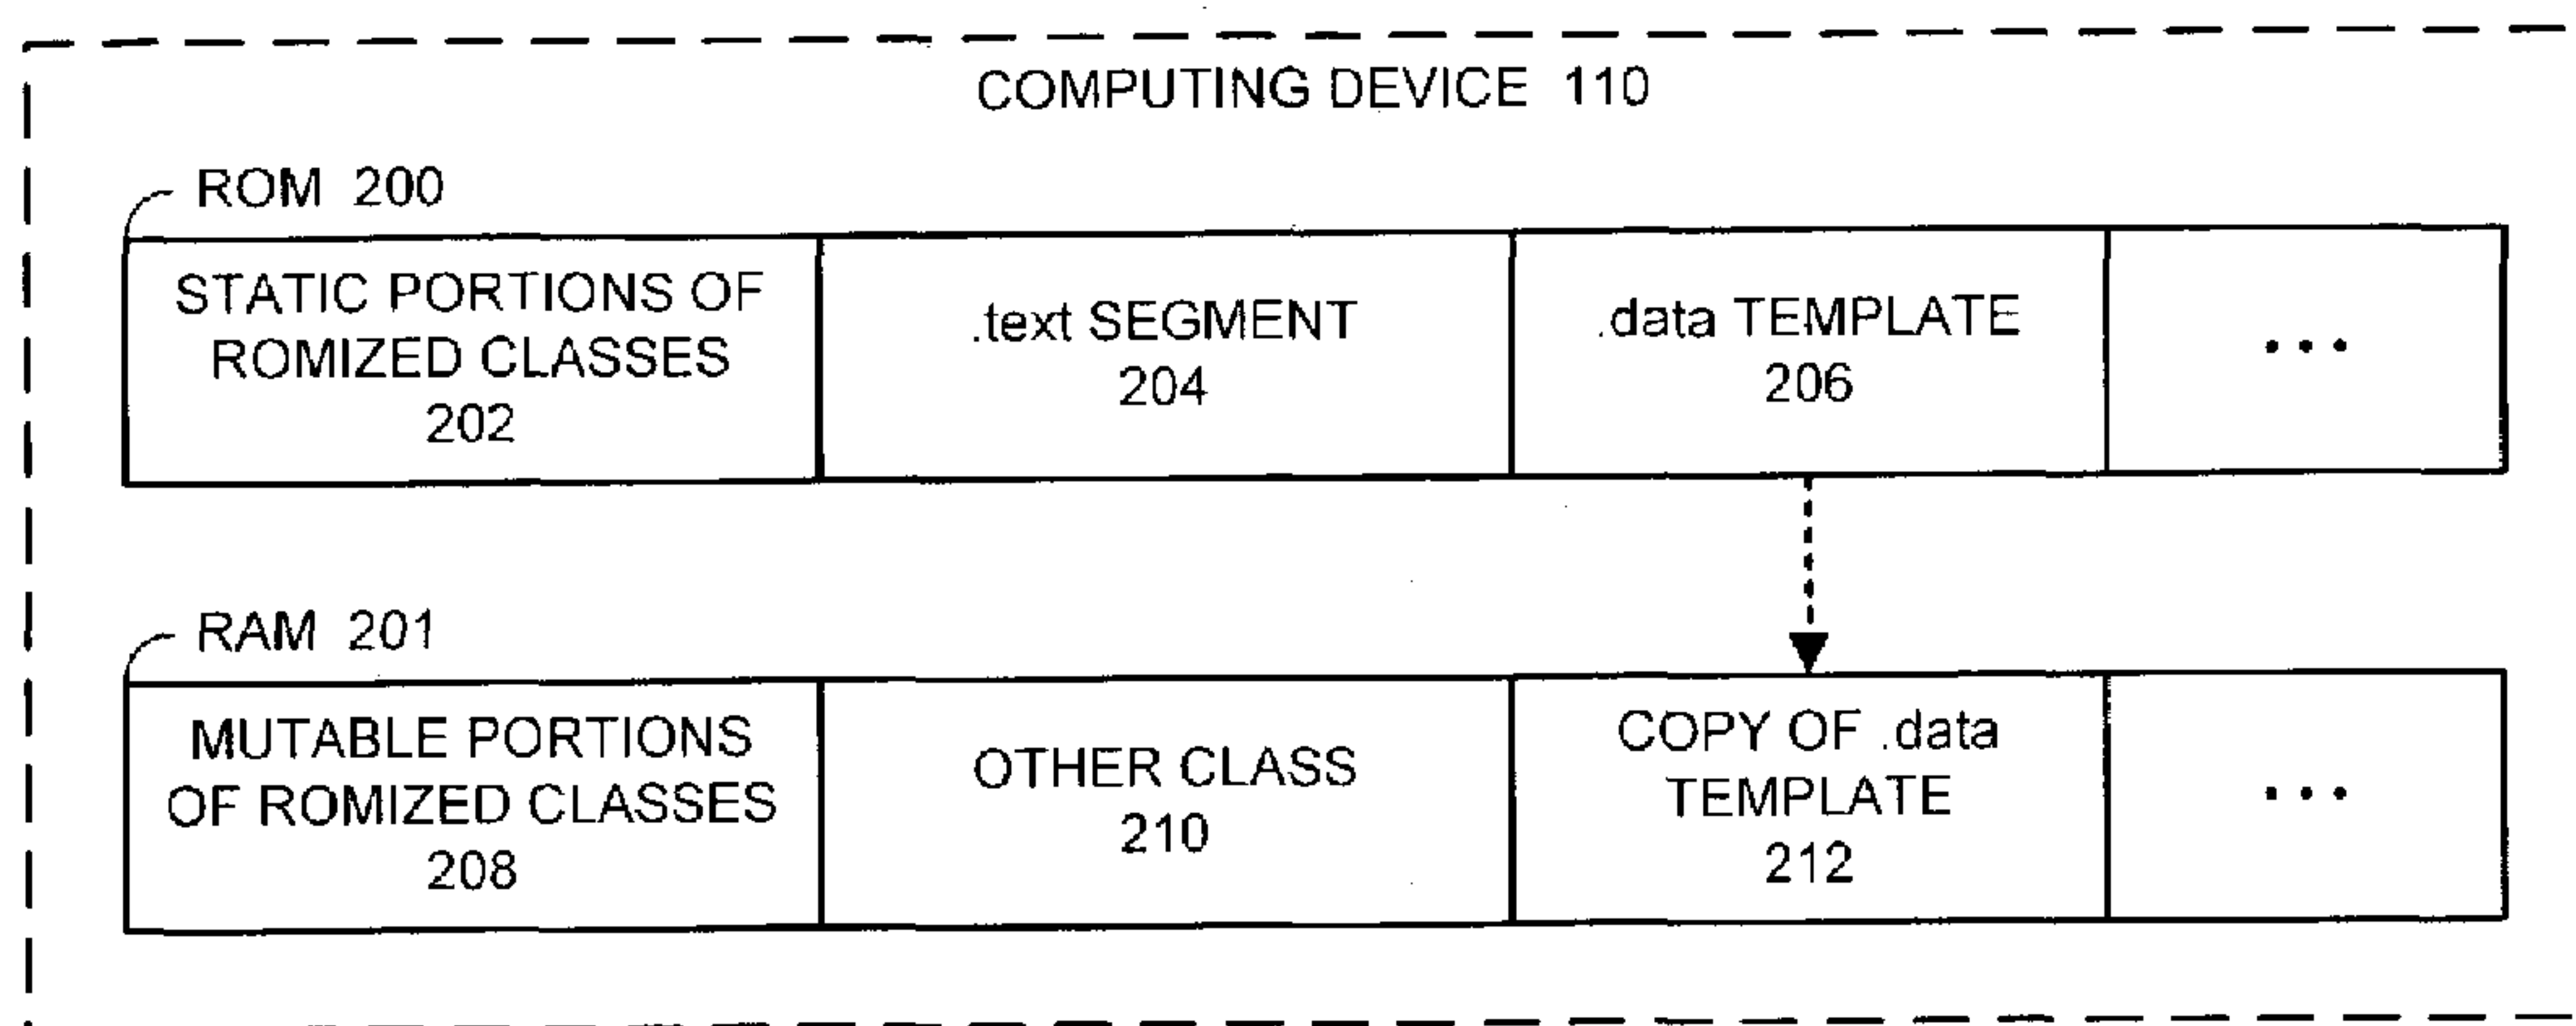 COMPUTING DEVICE 110
ROM 200
STATIC PORTIONS OF
ROMIZED CLASSES
202
.text SEGMENT
204
.data TEMPLATE
206
...
RAM 201
MUTABLE PORTIONS
OF ROMIZED CLASSES
208
OTHER CLASS
210
COPY OF .data
TEMPLATE
212
...